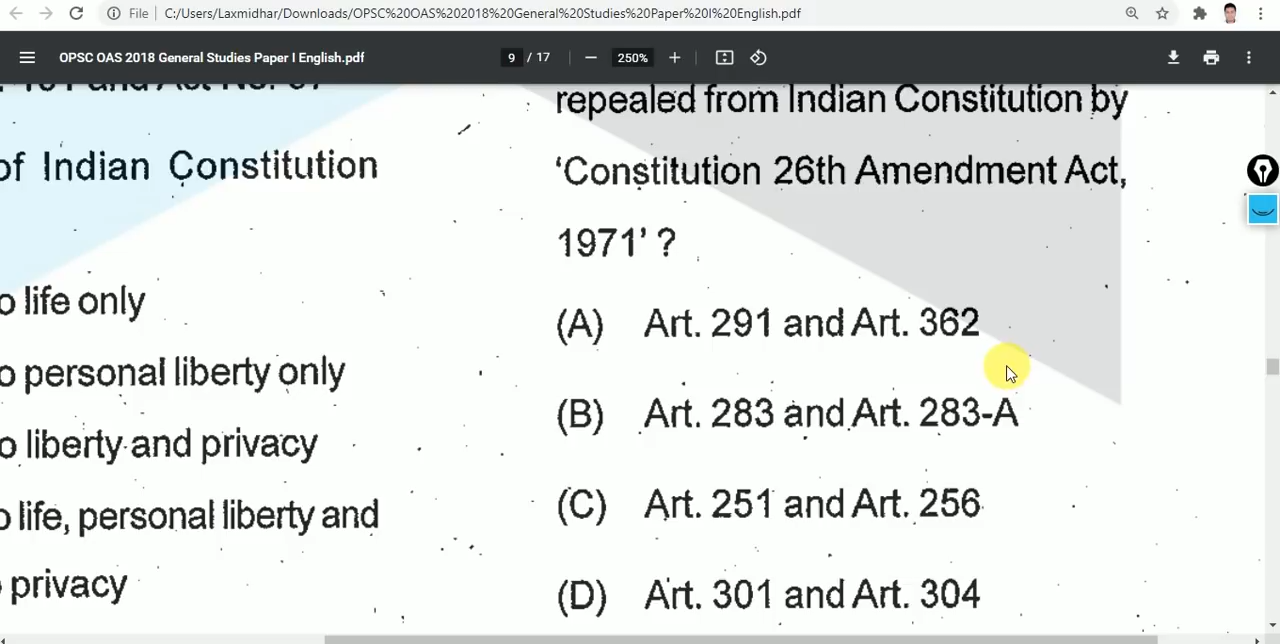 File
C:/Users/Laxmidhar/Downloads/OPSC%20OAS%202018%20General%20Studies%20Paper%20I%20English.pdf
OPSC OAS 2018 General Studies Paper I English.pdf
9 / 17
250%
of Indian Constitution
o life only
o personal liberty only
o liberty and privacy
o life, personal liberty and
privacy
repealed from Indian Constitution by
‘Constitution 26th Amendment Act,
1971’ ?
(A) Art. 291 and Art. 362
(B) Art. 283 and Art. 283-A
(C) Art. 251 and Art. 256
(D) Art. 301 and Art. 304